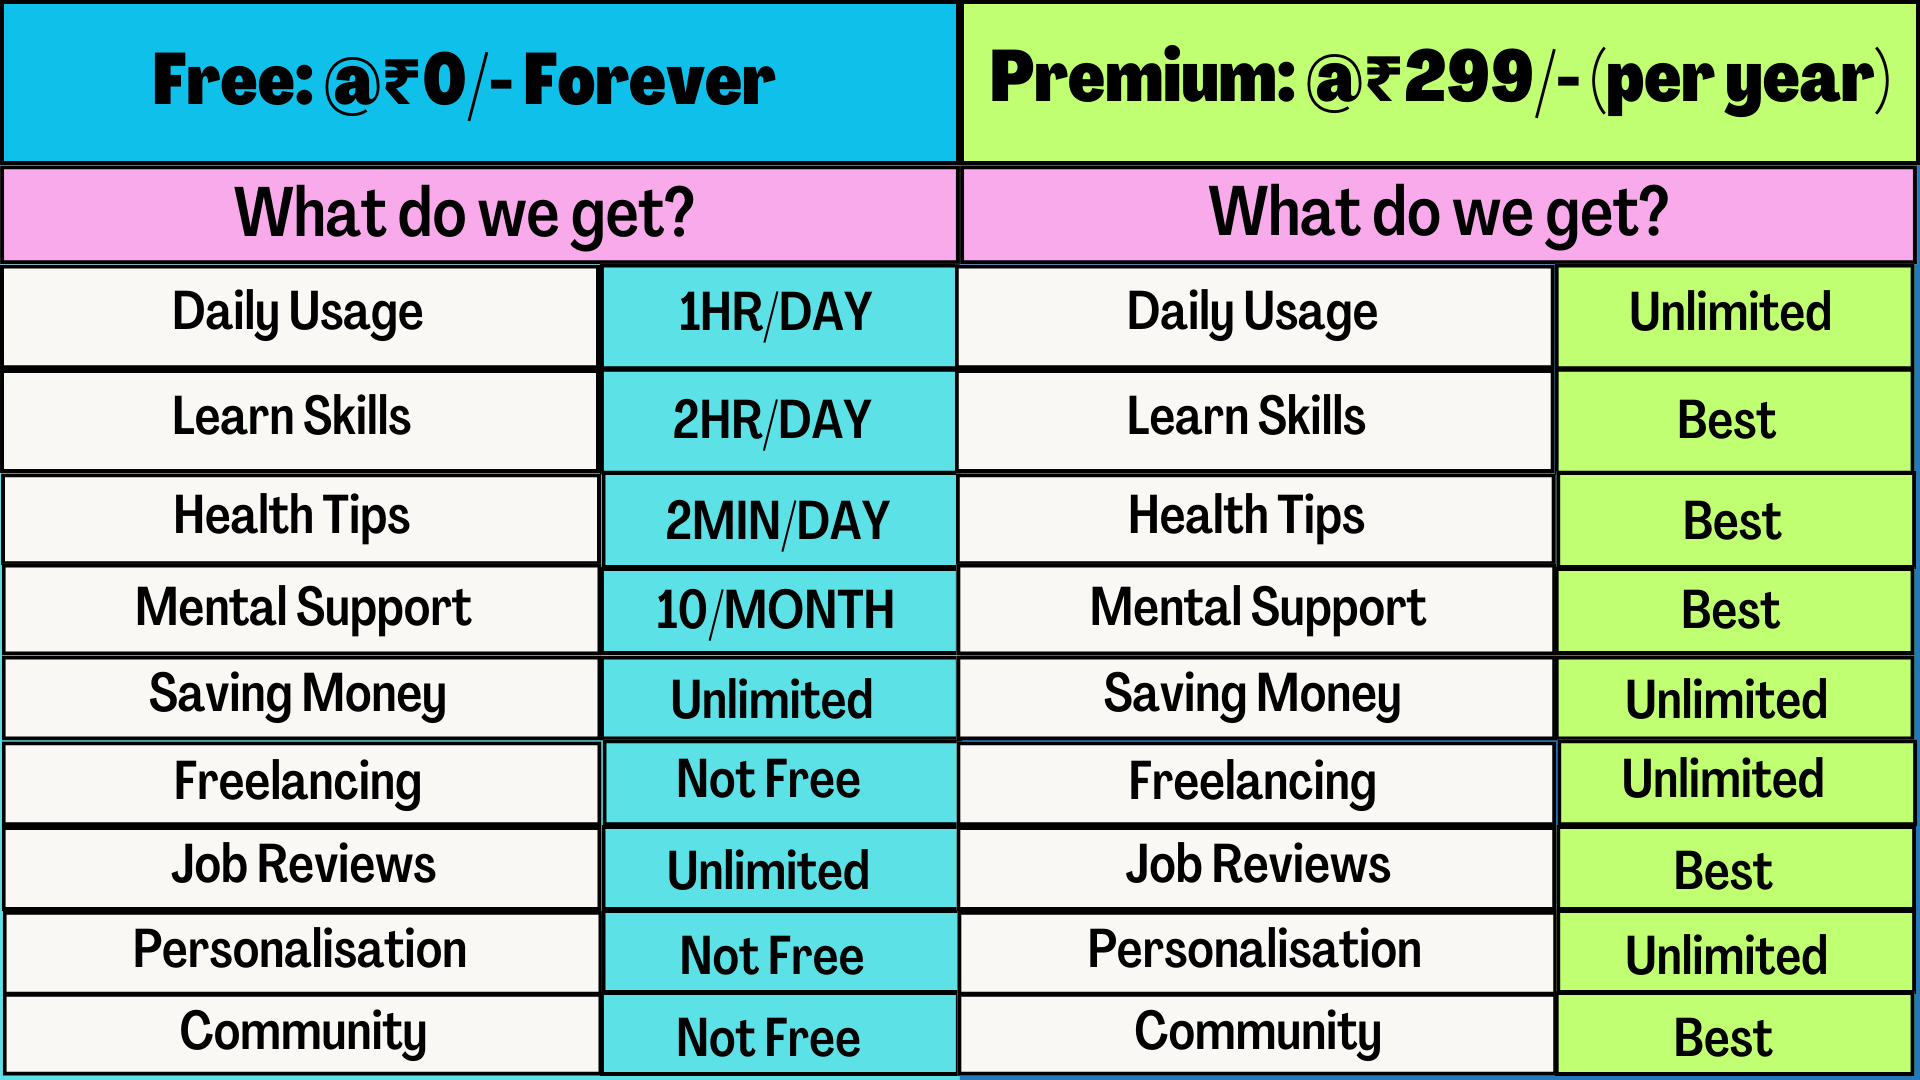 Free: @₹0/- Forever
Premium: @₹299/- (per year)
What do we get?
What do we get?
Daily Usage
1HR/DAY
Daily Usage
Unlimited
Learn Skills
2HR/DAY
Learn Skills
Best
Health Tips
2MIN/DAY
Health Tips
Best
Mental Support
10/MONTH
Mental Support
Best
Saving Money
Unlimited
Saving Money
Unlimited
Freelancing
Not Free
Freelancing
Unlimited
Job Reviews
Unlimited
Job Reviews
Best
Personalisation
Not Free
Personalisation
Unlimited
Community
Not Free
Community
Best